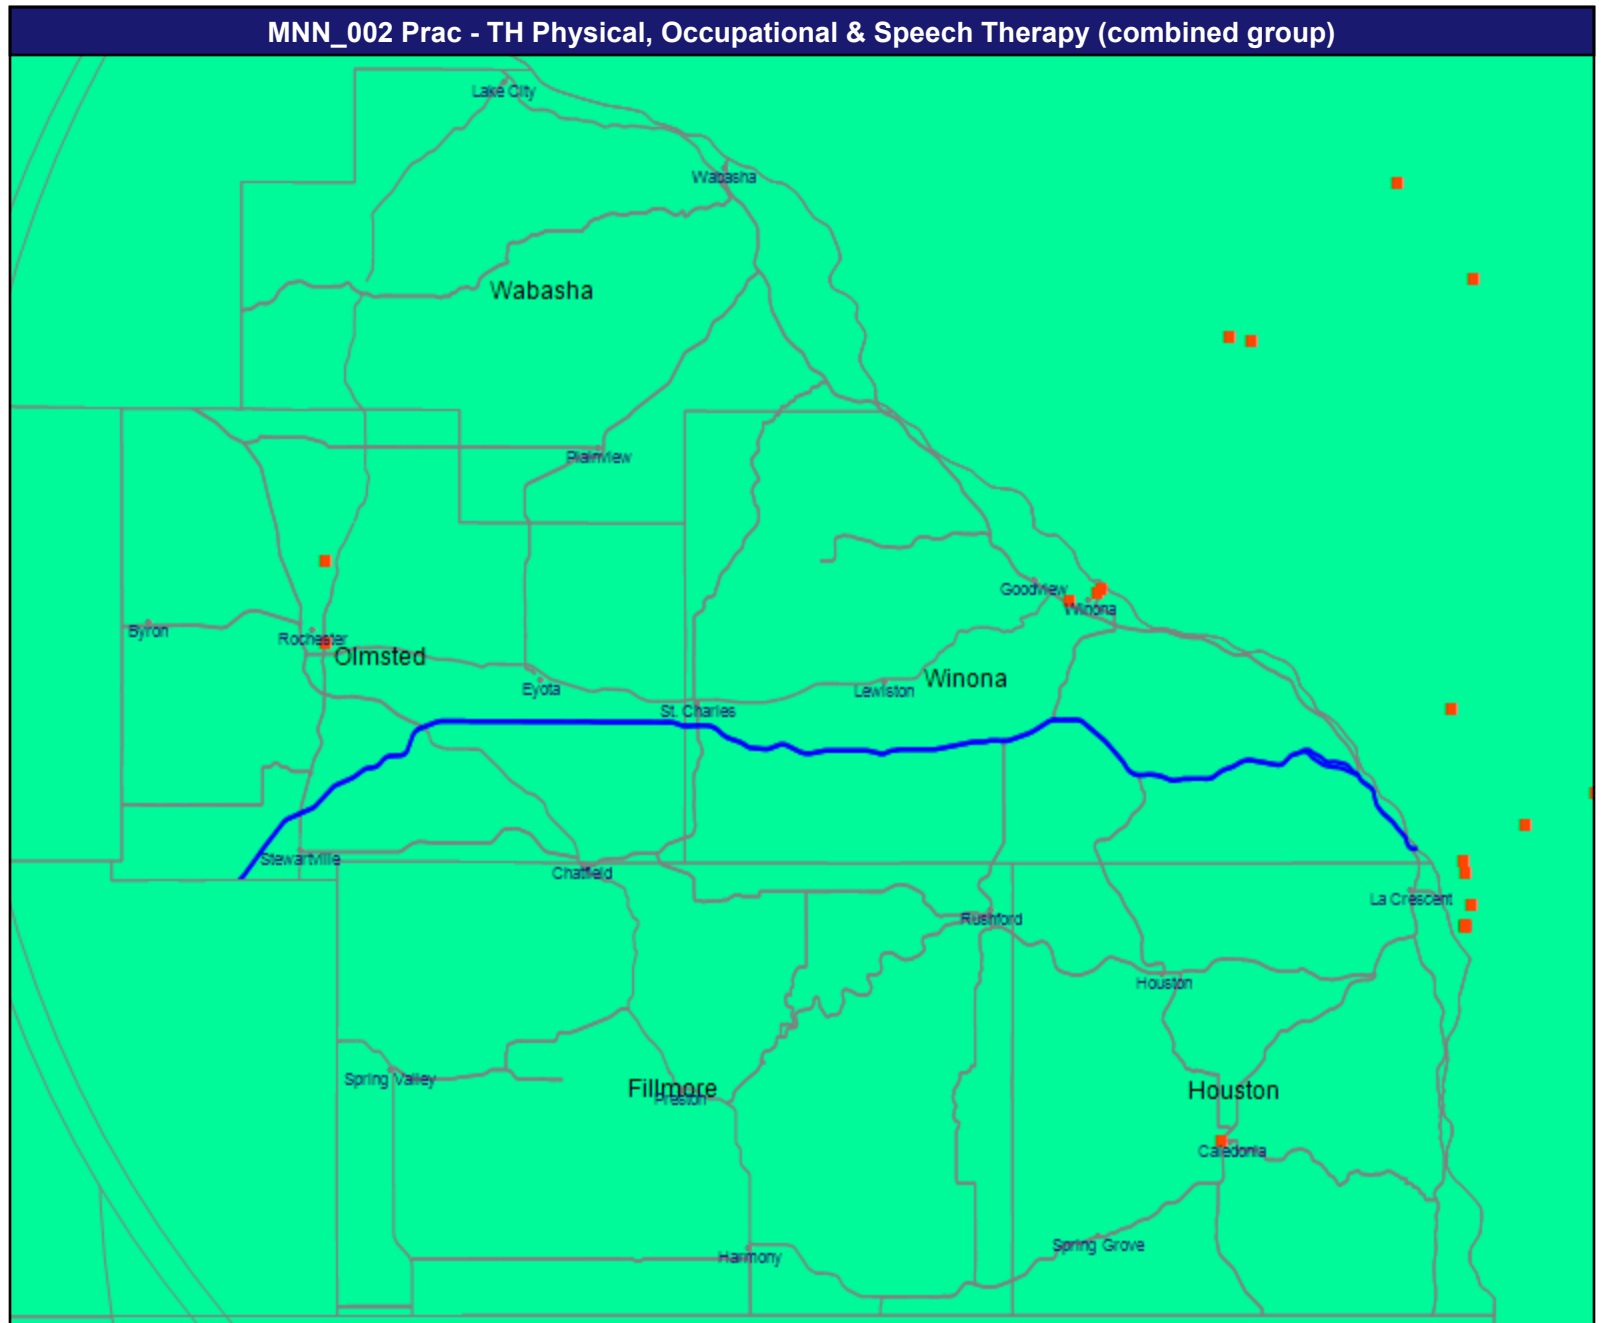 MNN_002 Prac - TH Physical, Occupational & Speech Therapy (combined group)
Lake City
Wabasha
Wabasha
Plainview
Goodview
Winona
Byron
Rochester
Olmsted
Eyota
Lewiston
Winona
St. Charles
Stewartville
Chatfield
La Crescent
Rushford
Houston
Spring Valley
Fillmore
Preston
Houston
Caledonia
Harmony
Spring Grove